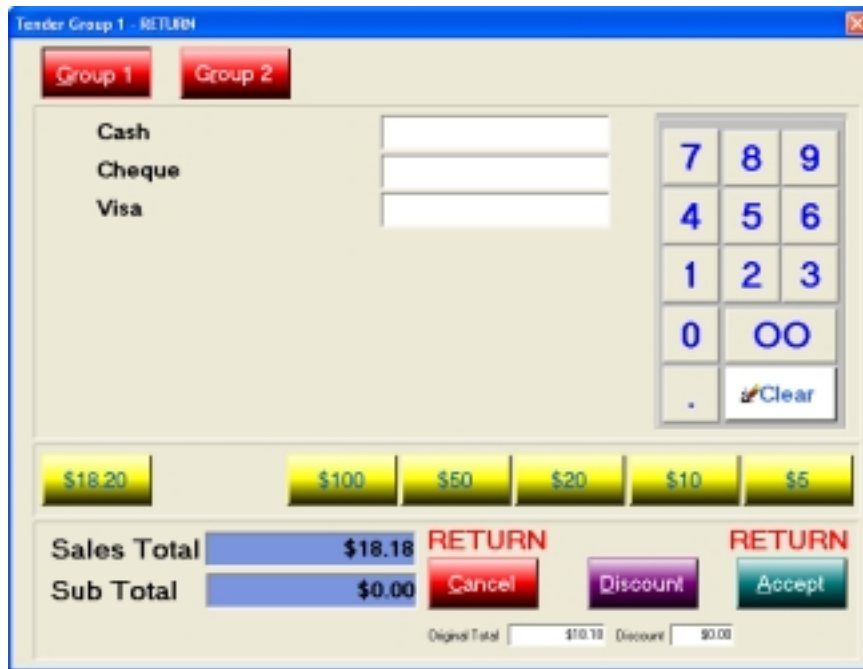 Tender Group 1 - RETURN
Group 1 Group 2
Cash
Cheque
Visa
7 8 9
4 5 6
1 2 3
0 00
. Clear
$18.20 $100 $50 $20 $10 $5
Sales Total $18.18 RETURN RETURN
Sub Total $0.00 Cancel Discount Accept
Original Total Discount $0.00